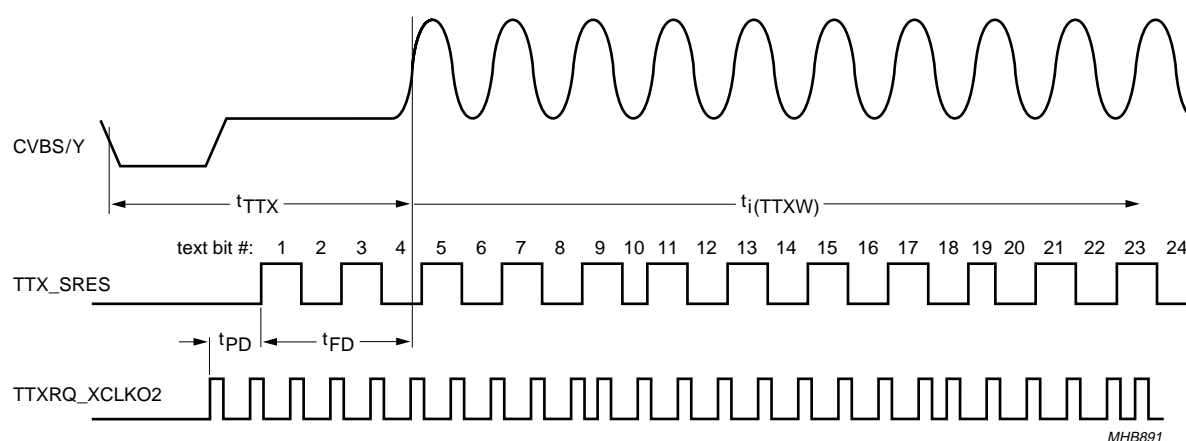 CVBS/Y
tTTX
ti(TTXW)
text bit #: 1 2 3 4 5 6 7 8 9 10 11 12 13 14 15 16 17 18 19 20 21 22 23 24
TTX_SRES
tPD
tFD
TTXRQ_XCLKO2
MHB891